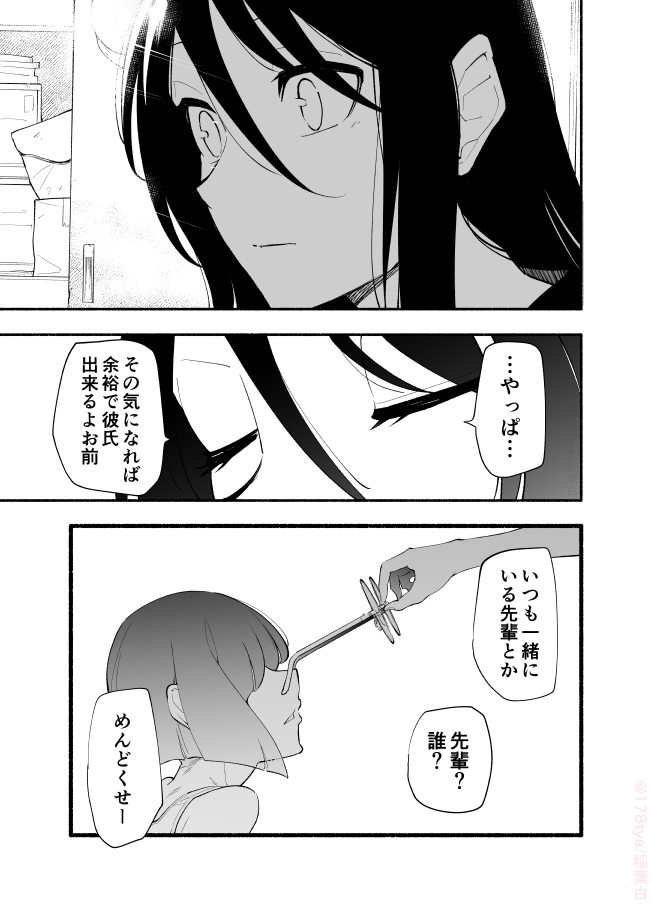 …やっぱ…
その気になれば
余裕で彼氏
出来るよお前
いつも一緒に
いる先輩とか
先輩？
誰？
めんどくせー
@178tye/稲葉白